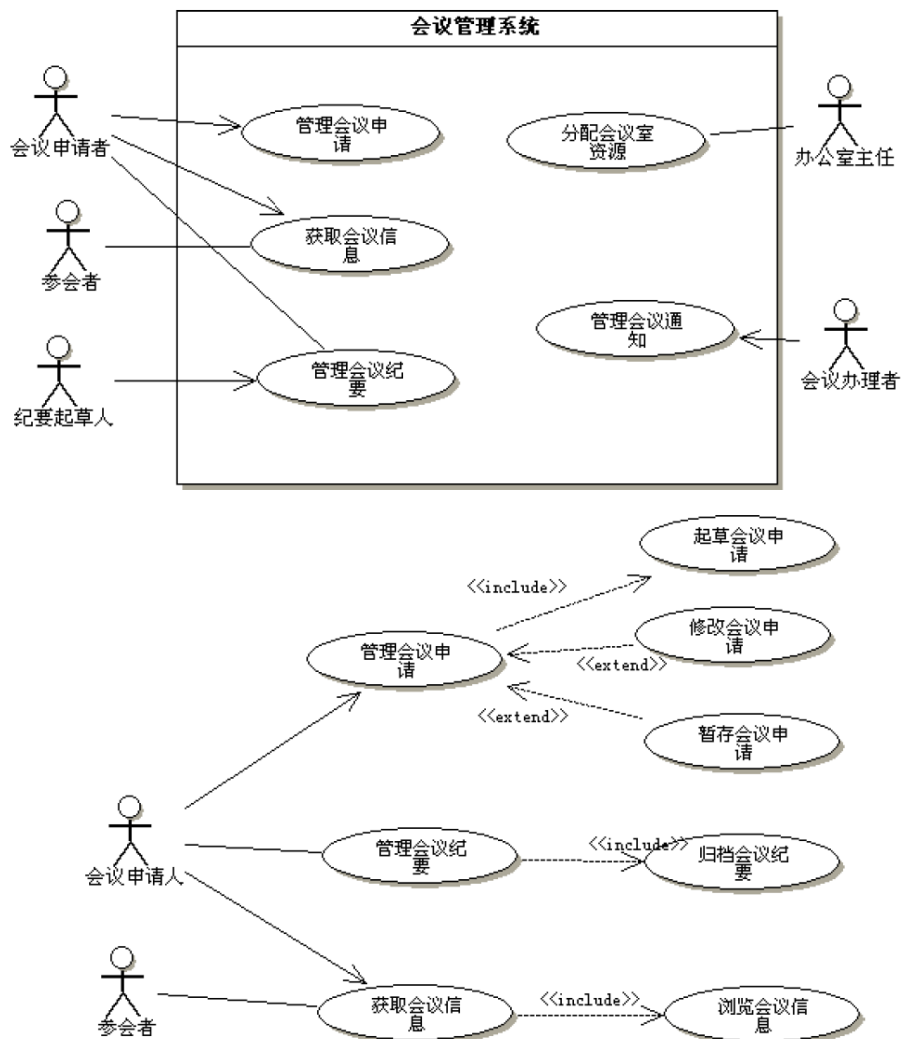 会议管理系统
会议申请者
管理会议申
请
分配会议室
资源
办公室主任
参会者
获取会议信
息
管理会议通
知
会议办理者
纪要起草人
管理会议纪
要
起草会议申
请
<<include>>
管理会议申
请
修改会议申
请
<<extend>>
<<extend>>
暂存会议申
请
会议申请人
管理会议纪
要
<<include>>
归档会议纪
要
参会者
获取会议信
息
<<include>>
浏览会议信
息